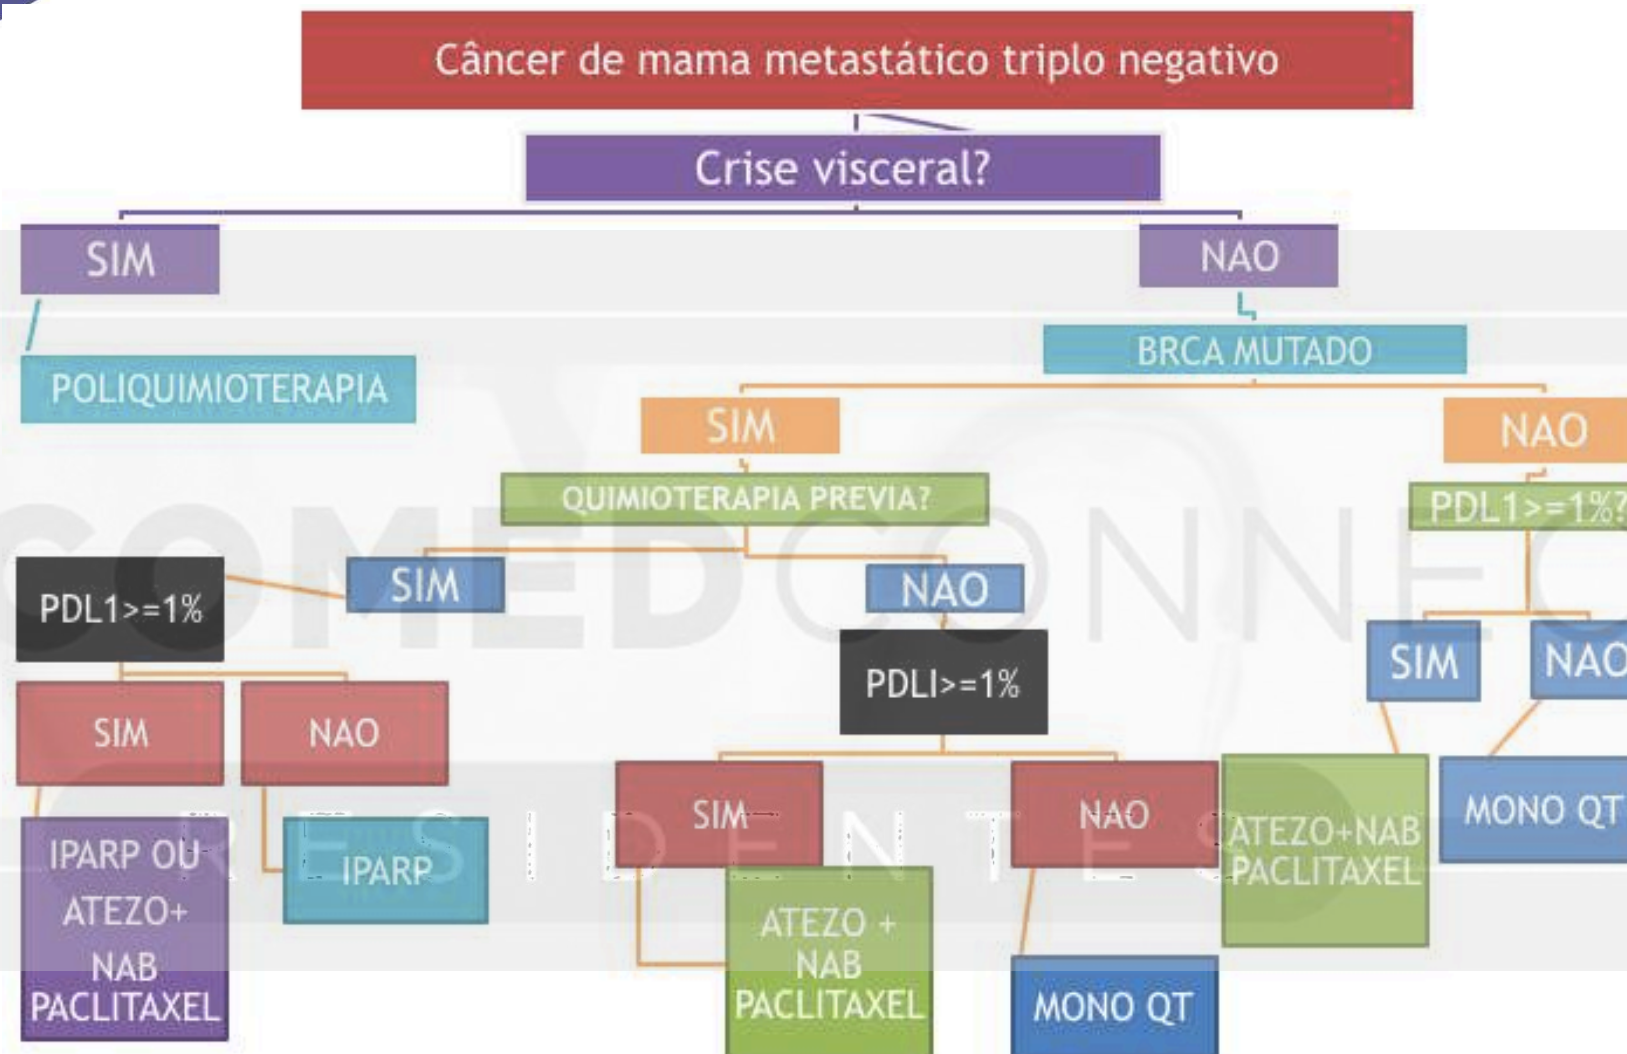 Câncer de mama metastático triplo negativo
Crise visceral?
SIM
NAO
POLIQUIMIOTERAPIA
BRCA MUTADO
SIM
NAO
QUIMIOTERAPIA PREVIA?
PDL1>=1%?
PDL1>=1%
SIM
NAO
SIM
NAO
PDLI>=1%
SIM
NAO
SIM
NAO
IPARP OU
ATEZO+
NAB
PACLITAXEL
IPARP
ATEZO +
NAB
PACLITAXEL
MONO QT
ATEZO+NAB
PACLITAXEL
MONO QT
COMEDCONNEC
RESIDENTES